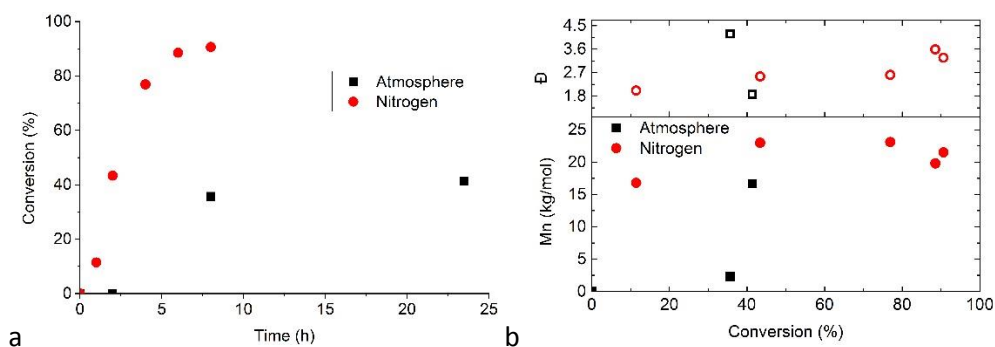 100
80
60
40
20
0
Conversion (%)
0
5
10
15
20
25
Time (h)
Atmosphere
Nitrogen
a
4.5
3.6
2.7
1.8
Đ
25
20
15
10
5
0
Mn (kg/mol)
Atmosphere
Nitrogen
0
20
40
60
80
100
Conversion (%)
b